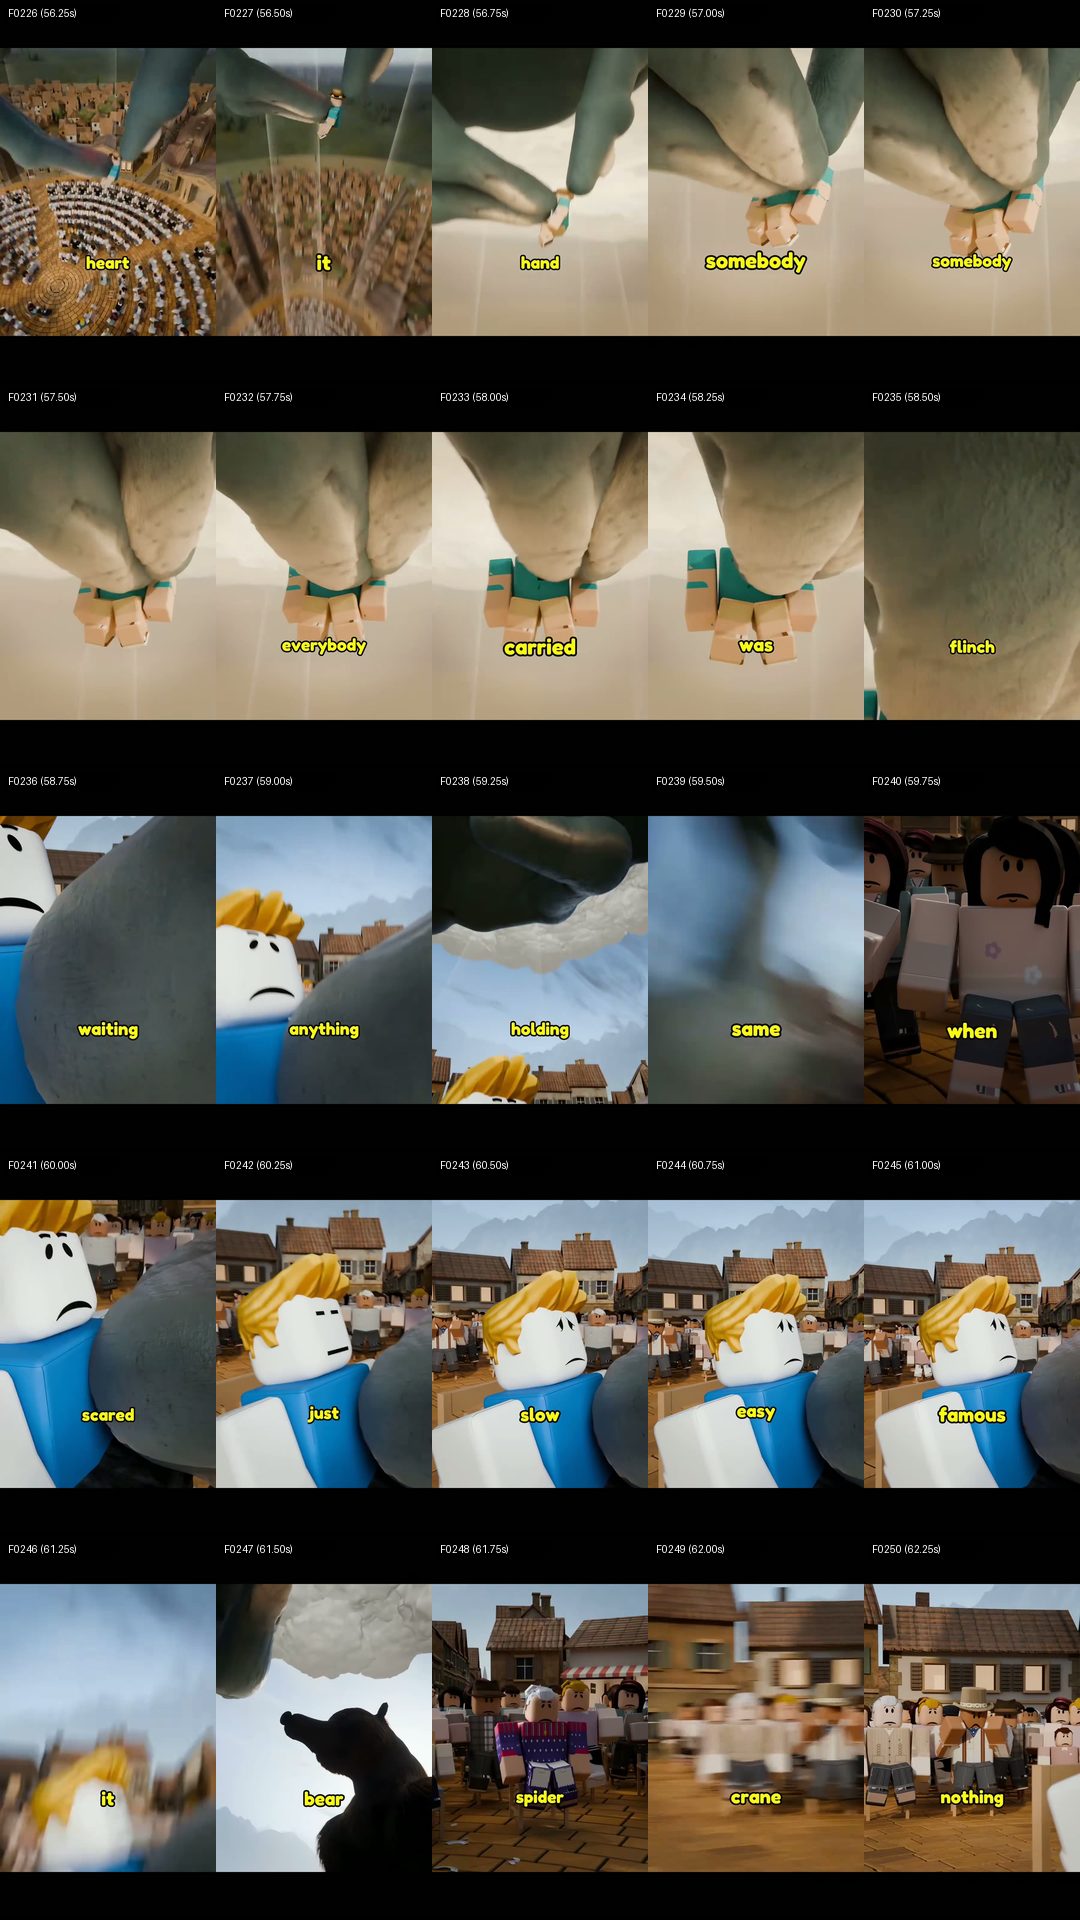 F0226 (56.25s)
F0227 (56.50s)
F0228 (56.75s)
F0229 (57.00s)
F0230 (57.25s)
heart
it
hand
somebody
somebody
F0231 (57.50s)
F0232 (57.75s)
F0233 (58.00s)
F0234 (58.25s)
F0235 (58.50s)
everybody
carried
was
flinch
F0236 (58.75s)
F0237 (59.00s)
F0238 (59.25s)
F0239 (59.50s)
F0240 (59.75s)
waiting
anything
holding
same
when
F0241 (60.00s)
F0242 (60.25s)
F0243 (60.50s)
F0244 (60.75s)
F0245 (61.00s)
scared
just
slow
easy
famous
F0246 (61.25s)
F0247 (61.50s)
F0248 (61.75s)
F0249 (62.00s)
F0250 (62.25s)
it
bear
spider
crane
nothing